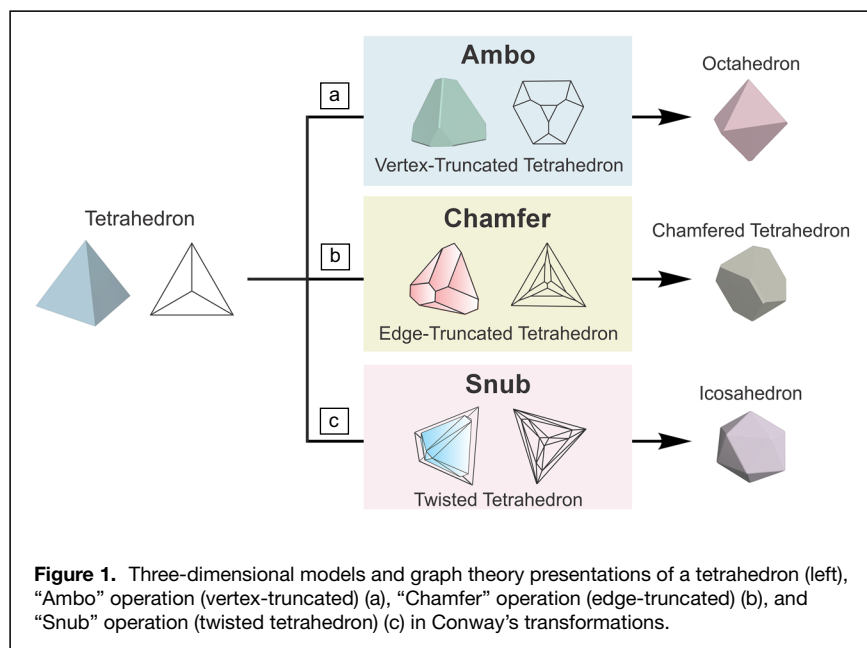 Ambo
a
Vertex-Truncated Tetrahedron
Octahedron
Tetrahedron
Chamfer
b
Edge-Truncated Tetrahedron
Chamfered Tetrahedron
Snub
c
Twisted Tetrahedron
Icosahedron
Figure 1. Three-dimensional models and graph theory presentations of a tetrahedron (left),
“Ambo” operation (vertex-truncated) (a), “Chamfer” operation (edge-truncated) (b), and
“Snub” operation (twisted tetrahedron) (c) in Conway’s transformations.